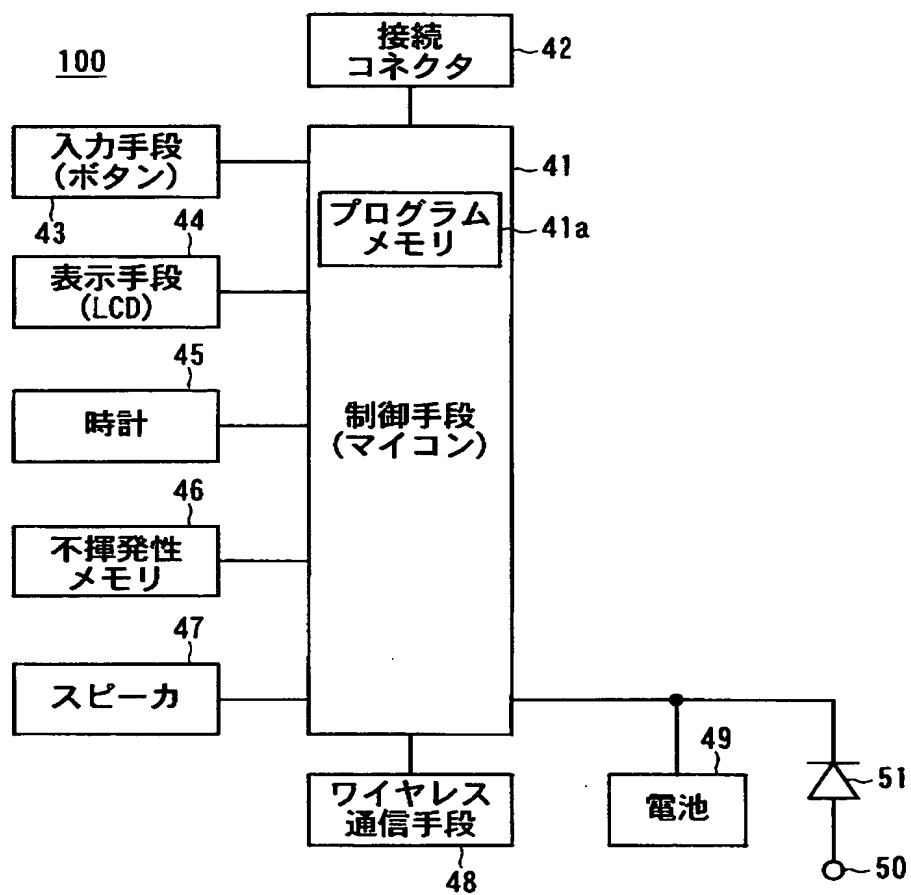 100
接続
コネクタ
42
入力手段
(ボタン)
43
41
プログラム
メモリ
41a
44
表示手段
(LCD)
45
時計
制御手段
(マイコン)
46
不揮発性
メモリ
47
スピーカ
49
電池
51
ワイヤレス
通信手段
48
50